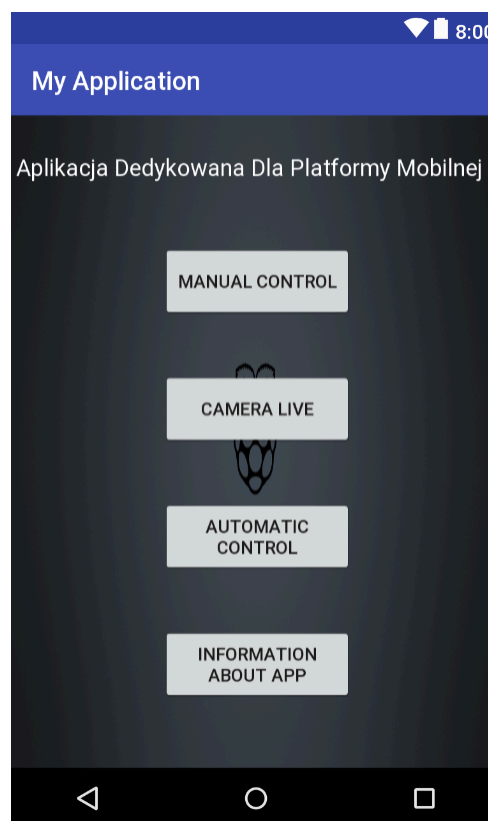 8:00
My Application
Aplikacja Dedykowana Dla Platformy Mobilnej
MANUAL CONTROL
CAMERA LIVE
AUTOMATIC
CONTROL
INFORMATION
ABOUT APP